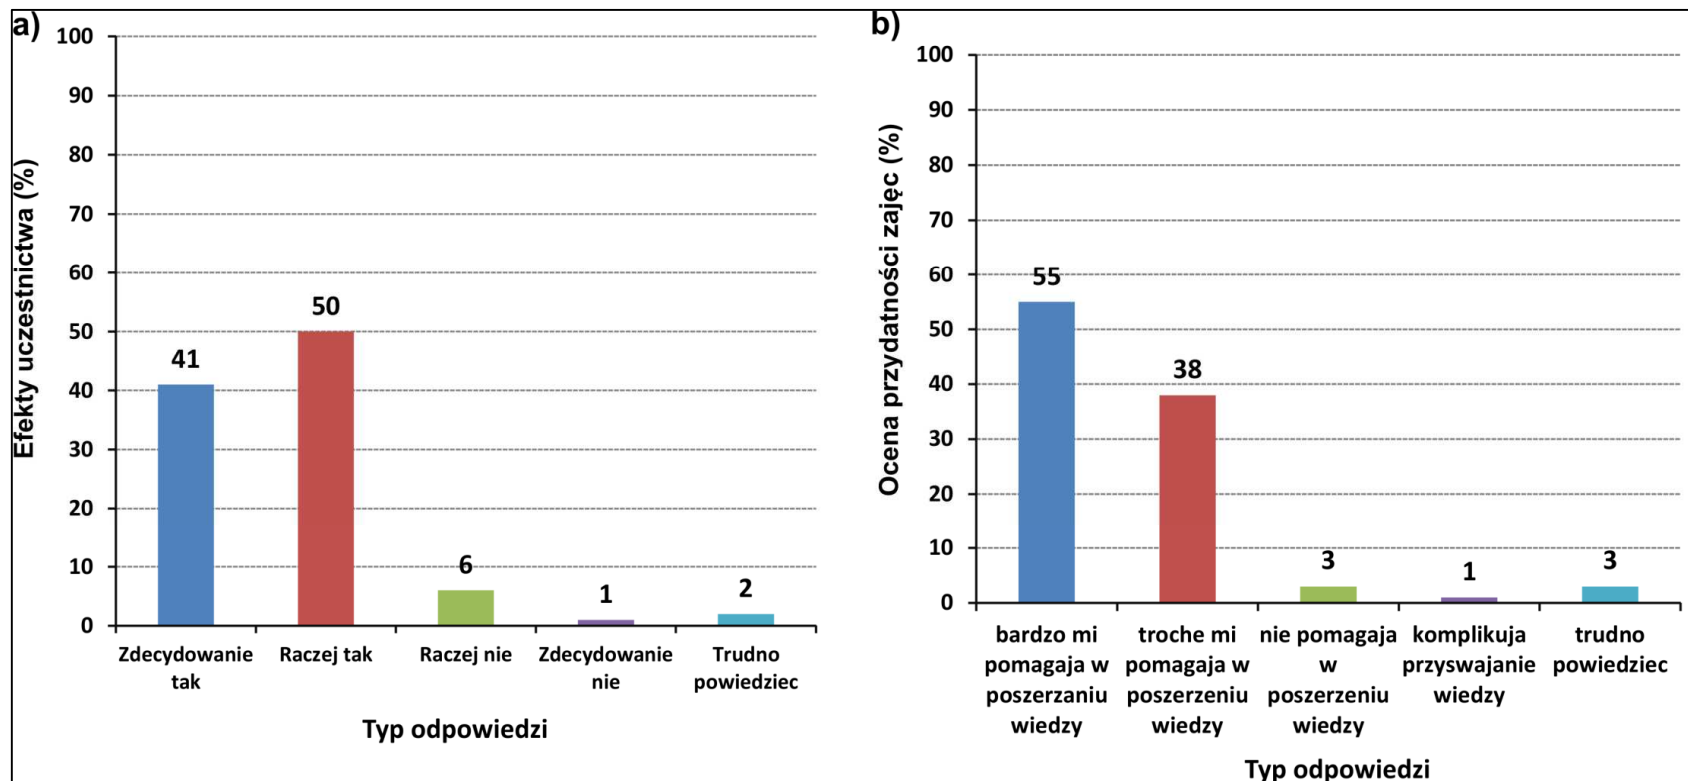 a)
Efekty uczestnictwa (%)
100
90
80
70
60
50
40
30
20
10
0
41
50
6
1
2
Zdecydowanie
tak
Raczej tak
Raczej nie
Zdecydowanie
nie
Trudno
powiedziec
Typ odpowiedzi
b)
Ocena przydatności zajęc (%)
100
90
80
70
60
50
40
30
20
10
0
55
38
3
1
3
bardzo mi
pomagaja w
poszerzaniu
wiedzy
troche mi
pomagaja w
poszerzeniu
wiedzy
nie pomagaja
w
poszerzeniu
wiedzy
komplikuja
przyswajanie
wiedzy
trudno
powiedziec
Typ odpowiedzi